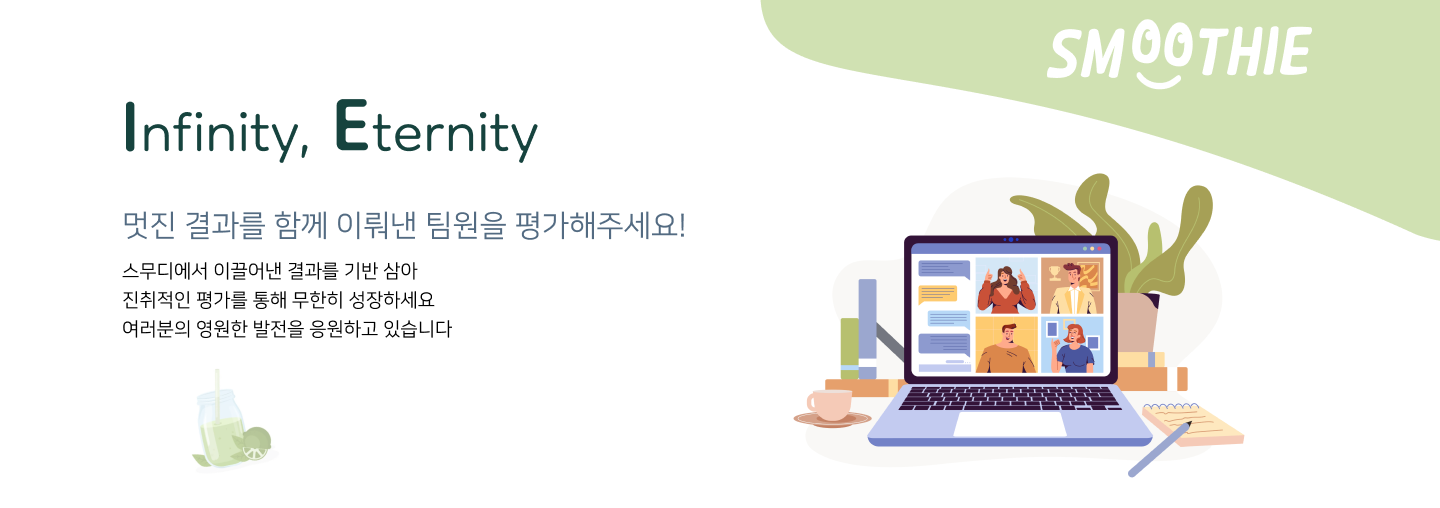 SMOOTHIE
Infinity, Eternity
멋진 결과를 함께 이뤄낸 팀원을 평가해주세요!
스무디에서 이끌어낸 결과를 기반 삼아
진취적인 평가를 통해 무한히 성장하세요
여러분의 영원한 발전을 응원하고 있습니다